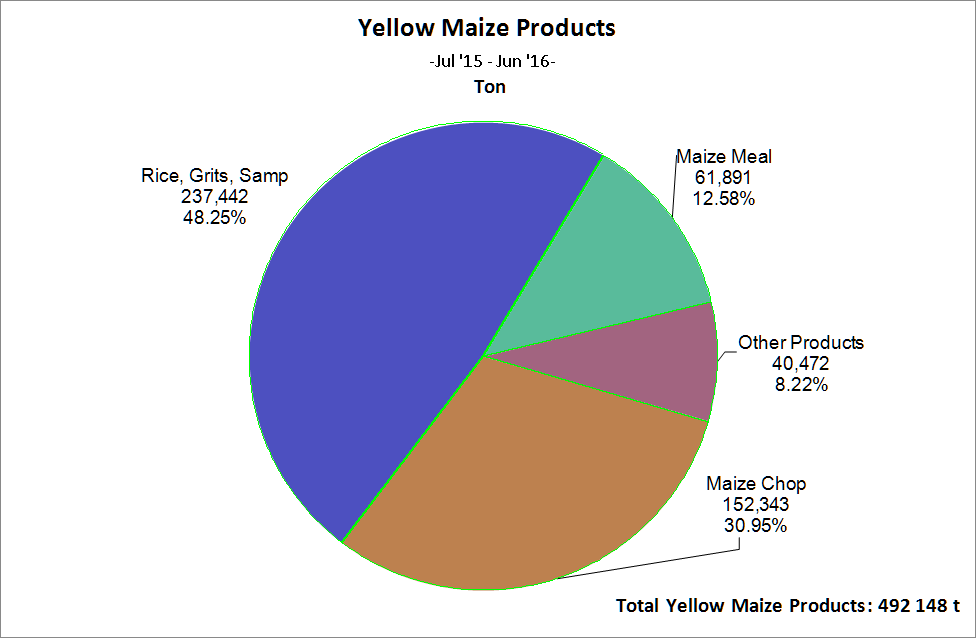 Yellow Maize Products
-Jul '15 - Jun '16-
Ton
Rice, Grits, Samp
237,442
48.25%
Maize Meal
61,891
12.58%
Other Products
40,472
8.22%
Maize Chop
152,343
30.95%
Total Yellow Maize Products: 492 148 t